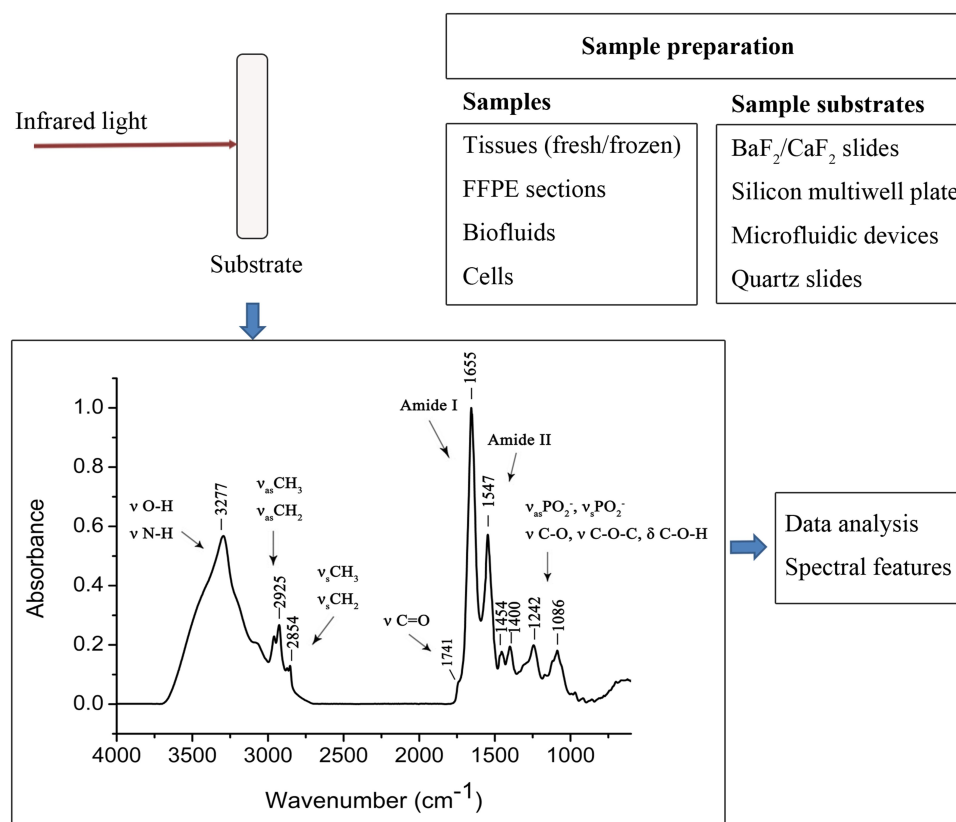 Sample preparation
Infrared light
Substrate
Samples
Tissues (fresh/frozen)
FFPE sections
Biofluids
Cells
Sample substrates
BaF₂/CaF₂ slides
Silicon multiwell plate
Microfluidic devices
Quartz slides
Absorbance
1.0
0.8
0.6
0.4
0.2
0.0
ν O-H
ν N-H
3277
νₐₛCH₃
νₐₛCH₂
2925
2854
νₛCH₃
νₛCH₂
ν C=O
1741
Amide I
1655
Amide II
1547
νₐₛPO₂⁻, νₛPO₂⁻
ν C-O, ν C-O-C, δ C-O-H
1454
1400
1242
1086
4000 3500 3000 2500 2000 1500 1000
Wavenumber (cm⁻¹)
Data analysis
Spectral features